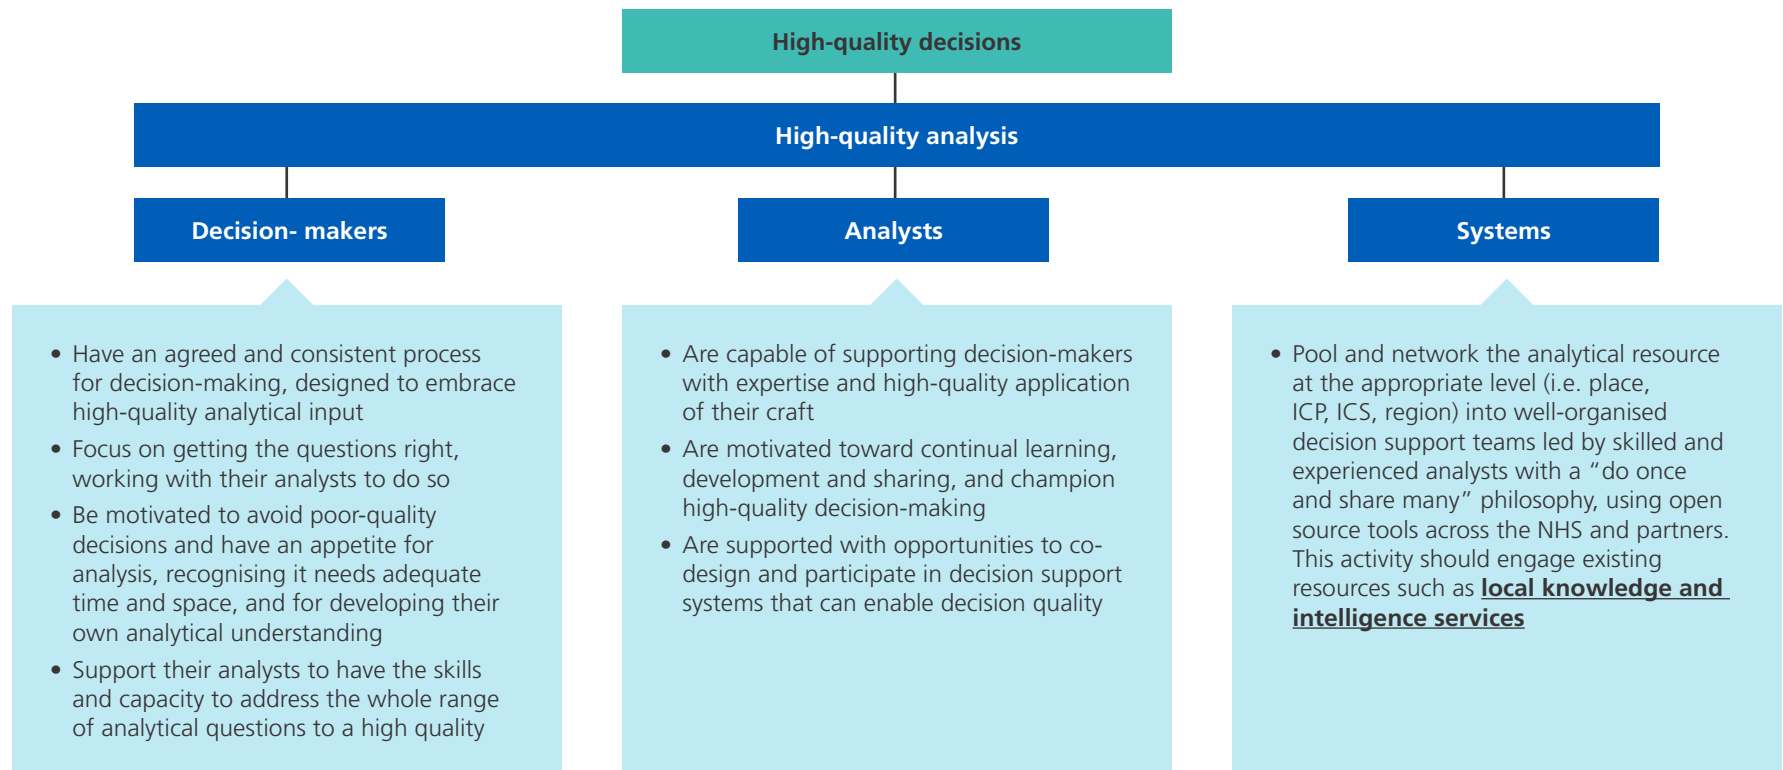 High-quality decisions
High-quality analysis
Decision- makers
• Have an agreed and consistent process
for decision-making, designed to embrace
high-quality analytical input
• Focus on getting the questions right,
working with their analysts to do so
• Be motivated to avoid poor-quality
decisions and have an appetite for
analysis, recognising it needs adequate
time and space, and for developing their
own analytical understanding
• Support their analysts to have the skills
and capacity to address the whole range
of analytical questions to a high quality
Analysts
• Are capable of supporting decision-makers
with expertise and high-quality application
of their craft
• Are motivated toward continual learning,
development and sharing, and champion
high-quality decision-making
• Are supported with opportunities to co-
design and participate in decision support
systems that can enable decision quality
Systems
• Pool and network the analytical resource
at the appropriate level (i.e. place,
ICP, ICS, region) into well-organised
decision support teams led by skilled and
experienced analysts with a “do once
and share many” philosophy, using open
source tools across the NHS and partners.
This activity should engage existing
resources such as local knowledge and
intelligence services